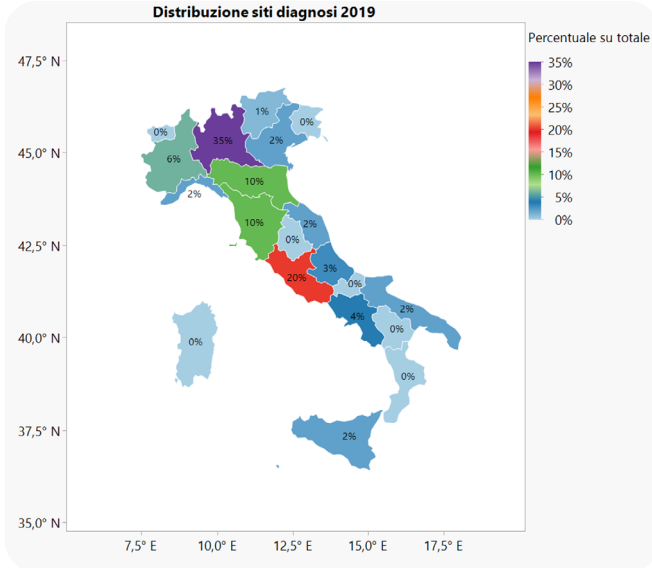 Distribuzione siti diagnosi 2019
Percentuale su totale
35%
30%
25%
20%
15%
10%
5%
0%
47,5° N
45,0° N
42,5° N
40,0° N
37,5° N
35,0° N
1%
0%
0%
35%
2%
6%
10%
2%
10%
2%
0%
3%
20%
0%
2%
4%
0%
0%
0%
2%
7,5° E
10,0° E
12,5° E
15,0° E
17,5° E